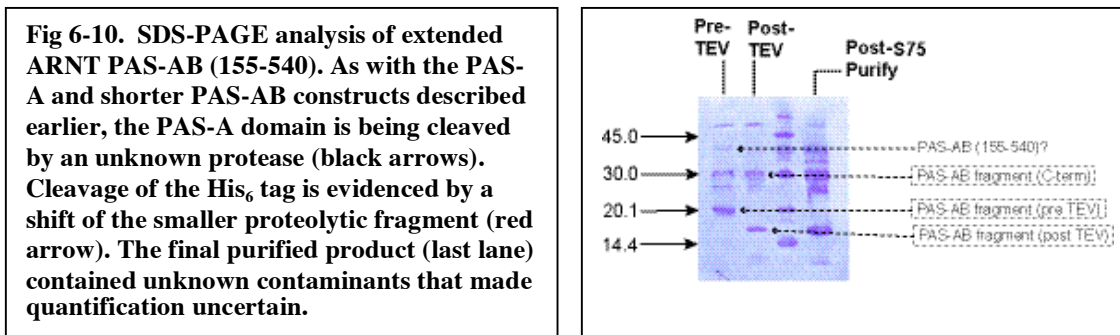 Fig 6-10. SDS-PAGE analysis of extended
ARNT PAS-AB (155-540). As with the PAS-
A and shorter PAS-AB constructs described
earlier, the PAS-A domain is being cleaved
by an unknown protease (black arrows).
Cleavage of the His6 tag is evidenced by a
shift of the smaller proteolytic fragment (red
arrow). The final purified product (last lane)
contained unknown contaminants that made
quantification uncertain.
Pre-
TEV
Post-
TEV
Post-S75
Purify
45.0
30.0
20.1
14.4
PAS-AB (155-540)?
PAS-AB fragment (C-term)
PAS-AB fragment (pre TEV)
PAS-AB fragment (post TEV)